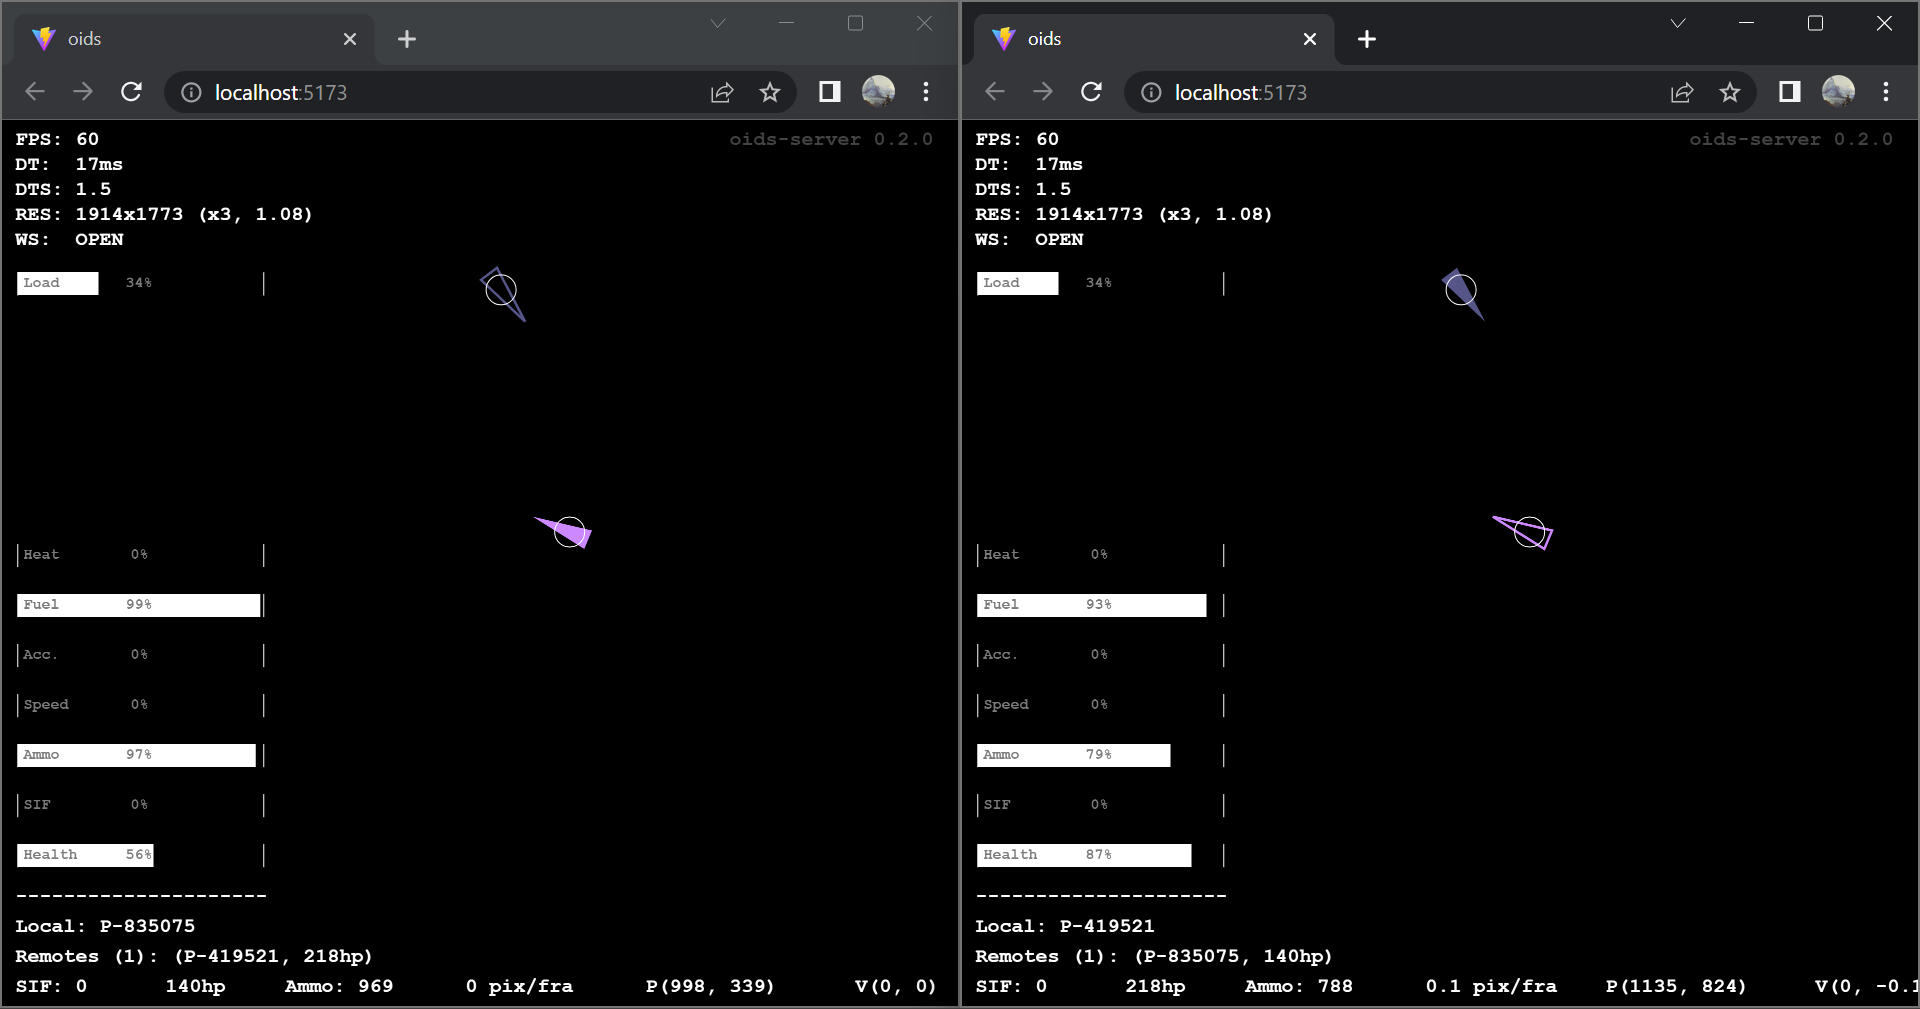 oids
localhost:5173
FPS: 60
oids-server 0.2.0
DT: 17ms
DTS: 1.5
RES: 1914x1773 (x3, 1.08)
WS: OPEN
Load 34%
Heat 0%
Fuel 99%
Acc. 0%
Speed 0%
Ammo 97%
SIF 0%
Health 56%
---------------------
Local: P-835075
Remotes (1): (P-419521, 218hp)
SIF: 0 140hp Ammo: 969 0 pix/fra P(998, 339) V(0, 0)
oids
localhost:5173
FPS: 60
oids-server 0.2.0
DT: 17ms
DTS: 1.5
RES: 1914x1773 (x3, 1.08)
WS: OPEN
Load 34%
Heat 0%
Fuel 93%
Acc. 0%
Speed 0%
Ammo 79%
SIF 0%
Health 87%
---------------------
Local: P-419521
Remotes (1): (P-835075, 140hp)
SIF: 0 218hp Ammo: 788 0.1 pix/fra P(1135, 824) V(0, -0.1